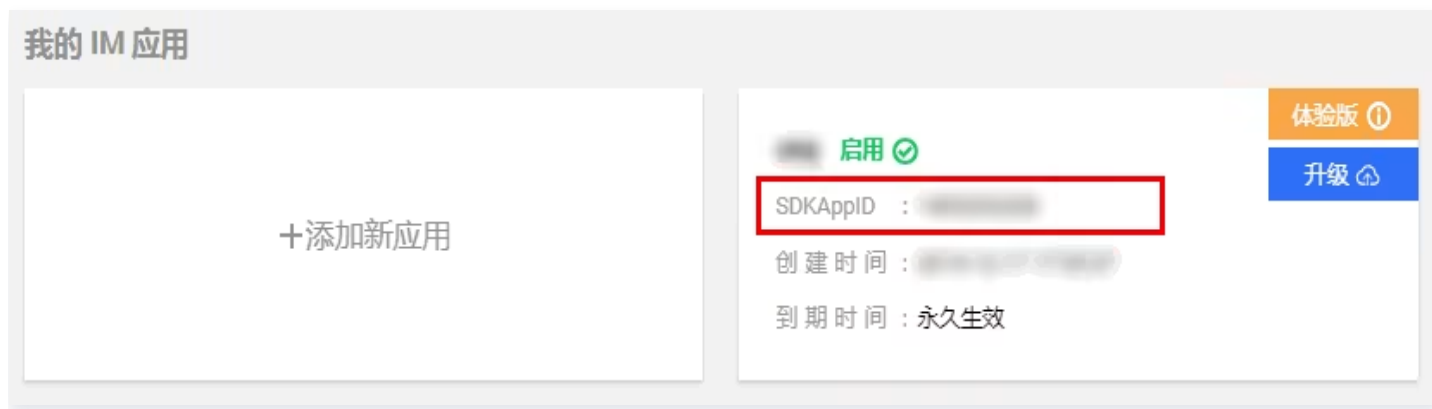 我的 IM 应用
+添加新应用
体验版
升级
启用
SDKAppID :
创建时间 :
到期时间 : 永久生效